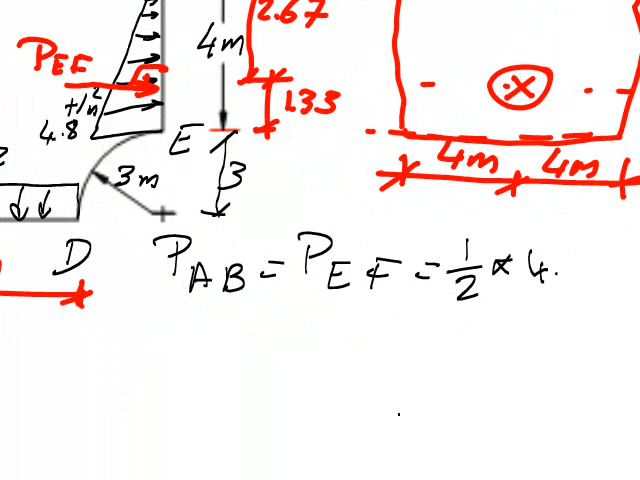 2.67
4m
PEF
1.33
t/m²
4.8
E
4m 4m
3m 3
D
PAB = PEF = 1/2 * 4.